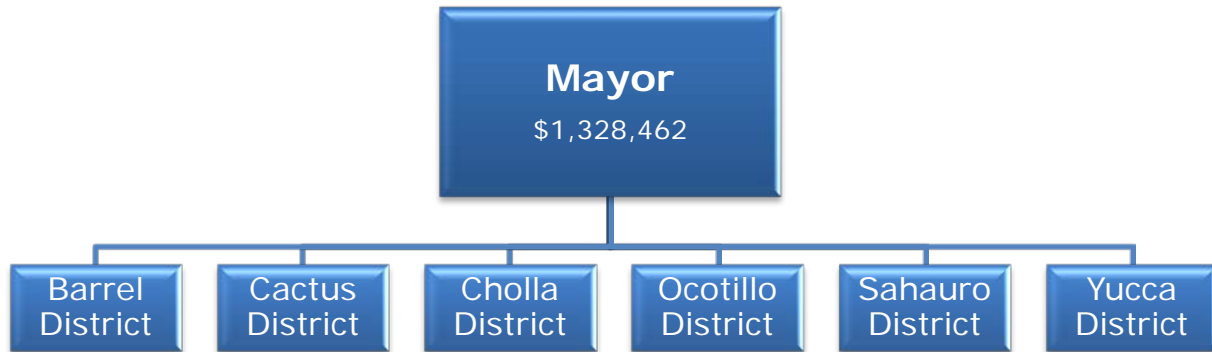 Mayor
$1,328,462
Barrel
District
Cactus
District
Cholla
District
Ocotillo
District
Sahauro
District
Yucca
District